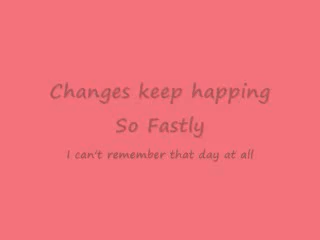 Changes keep happing
So Fastly
I can't remember that day at all